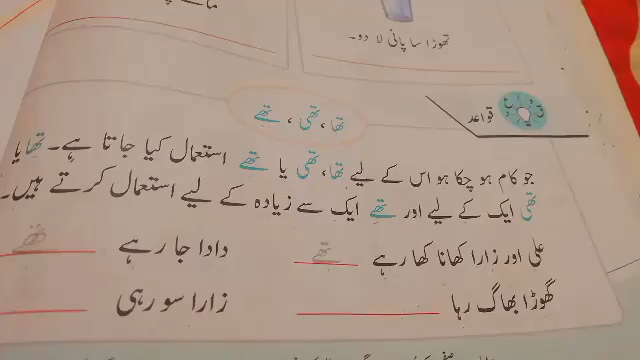 تھوڑا سا پانی لا دو۔
قواعد
تھا، تھی، تھے
جو کام ہو چکا ہو اس کے لیے تھا، تھی یا تھے استعمال کیا جاتا ہے۔ تھا یا
تھی ایک کے لیے اور تھے ایک سے زیادہ کے لیے استعمال کرتے ہیں۔
علی اور زارا کھانا کھا رہے تھے
دادا جا رہے تھے
گھوڑا بھاگ رہا
زارا سو رہی